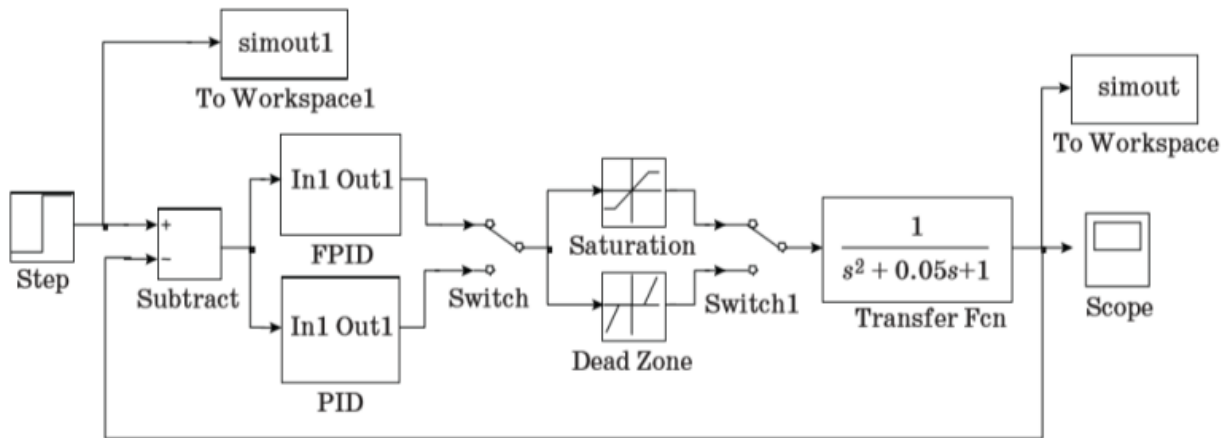 simout1
To Workspace1
simout
To Workspace
In1 Out1
FPID
+
−
Step
Subtract
In1 Out1
PID
Switch
Saturation
Dead Zone
Switch1
1
s² + 0.05s+1
Transfer Fcn
Scope